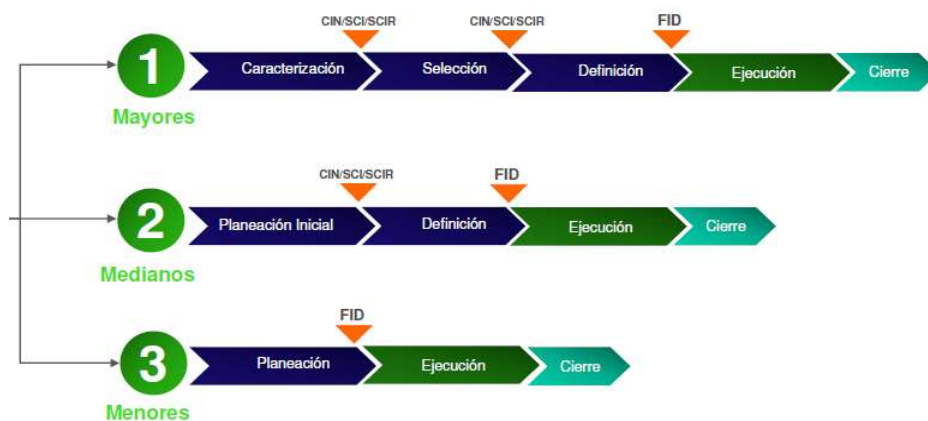 CIN/SCI/SCIR CIN/SCI/SCIR FID
1 Caracterización Selección Definición Ejecución Cierre
Mayores
CIN/SCI/SCIR FID
2 Planeación Inicial Definición Ejecución Cierre
Medianos
FID
3 Planeación Ejecución Cierre
Menores